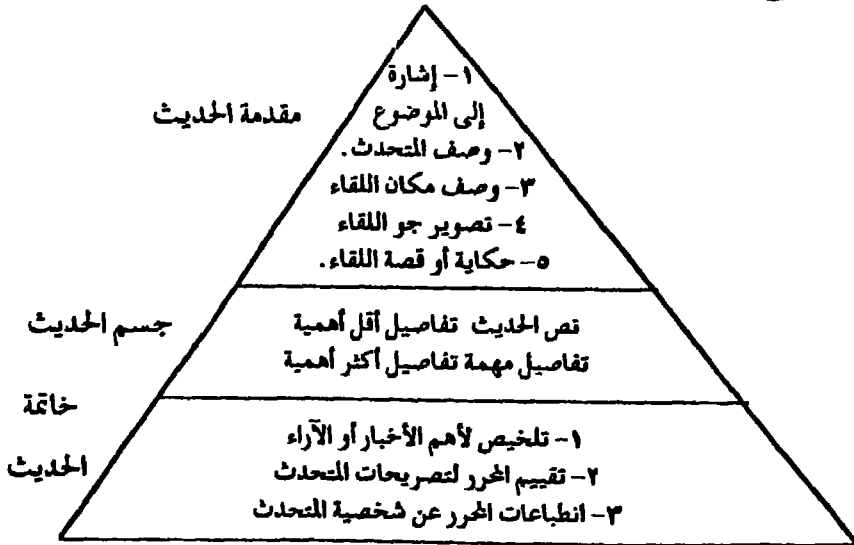 ١- إشارة
مقدمة الحديث
إلى الموضوع
٢- وصف المتحدث.
٣- وصف مكان اللقاء
٤- تصوير جو اللقاء
٥- حكاية أو قصة اللقاء.
جسم الحديث
نص الحديث تفاصيل أقل أهمية
تفاصيل مهمة تفاصيل أكثر أهمية
خاتمة
الحديث
١- تلخيص لأهم الأخبار أو الآراء
٢- تقييم المحرر لتصريحات المتحدث
٣- انطباعات المحرر عن شخصية المتحدث